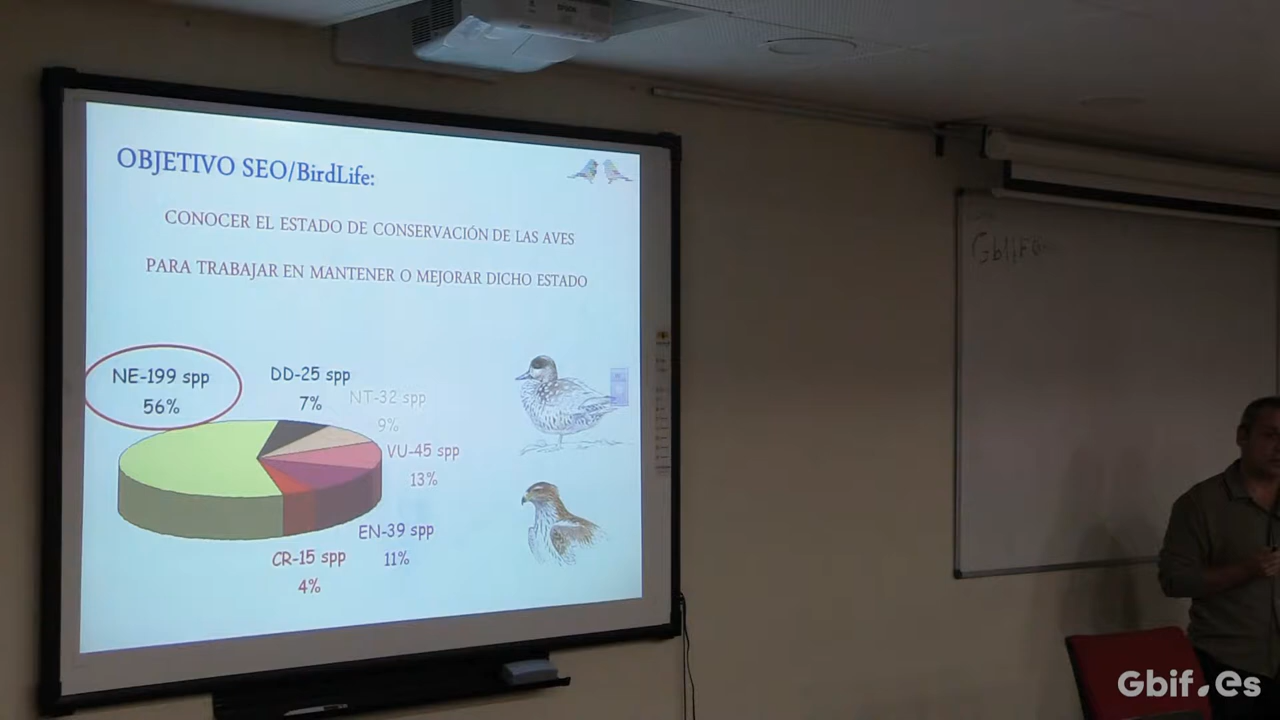 EPSON
OBJETIVO SEO/BirdLife:
CONOCER EL ESTADO DE CONSERVACIÓN DE LAS AVES
PARA TRABAJAR EN MANTENER O MEJORAR DICHO ESTADO
NE-199 spp
56%
DD-25 spp
7%
NT-32 spp
9%
VU-45 spp
13%
EN-39 spp
11%
CR-15 spp
4%
Gbif.es